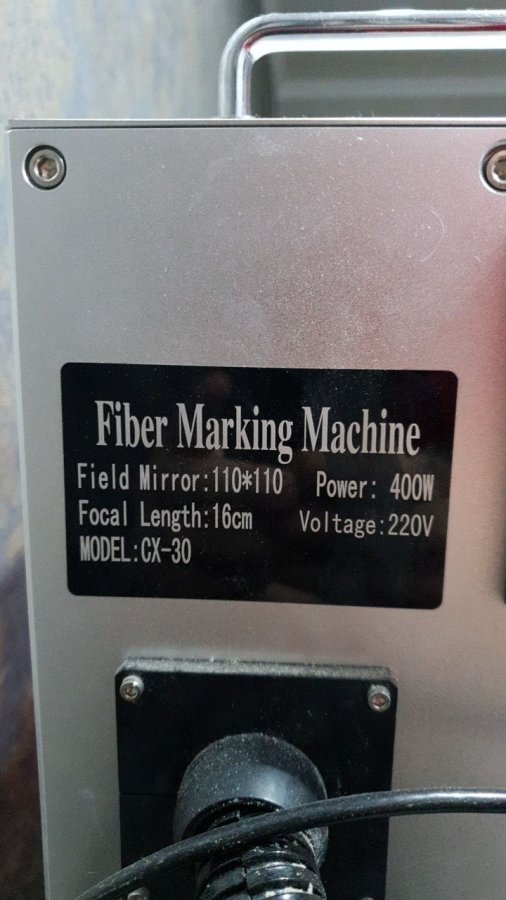 Fiber Marking Machine
Field Mirror:110*110 Power: 400W
Focal Length:16cm Voltage:220V
MODEL:CX-30